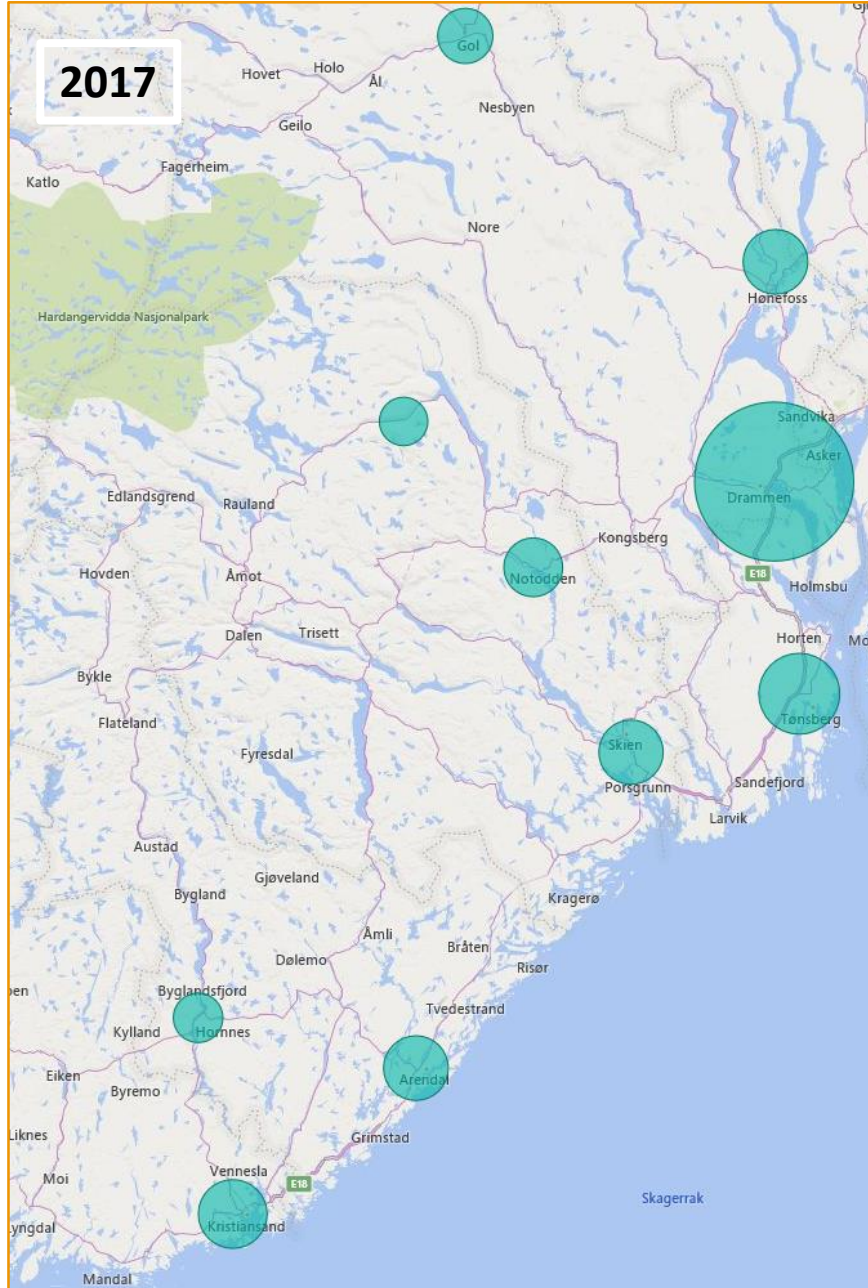 2017
Gol
Hovet
Holo
Ål
Nesbyen
Geilo
Fagerheim
Katlo
Nore
Hardangervidda Nasjonalpark
Hønefoss
Sandvika
Asker
Drammen
Edlandsgrend
Rauland
Kongsberg
Hovden
Åmot
Notodden
E18
Holmsbu
Dalen
Trisett
Horten
Bykle
Flateland
Tønsberg
Fyresdal
Skien
Porsgrunn
Sandefjord
Larvik
Austad
Gjøveland
Bygland
Kragerø
Åmli
Bråten
Dølemo
Risør
Byglandsfjord
Tvedestrand
Kylland
Hornnes
Eiken
Byremo
Arendal
Liknes
Grimstad
Moi
Vennesla
E18
Skagerrak
Kristiansand
Mandal